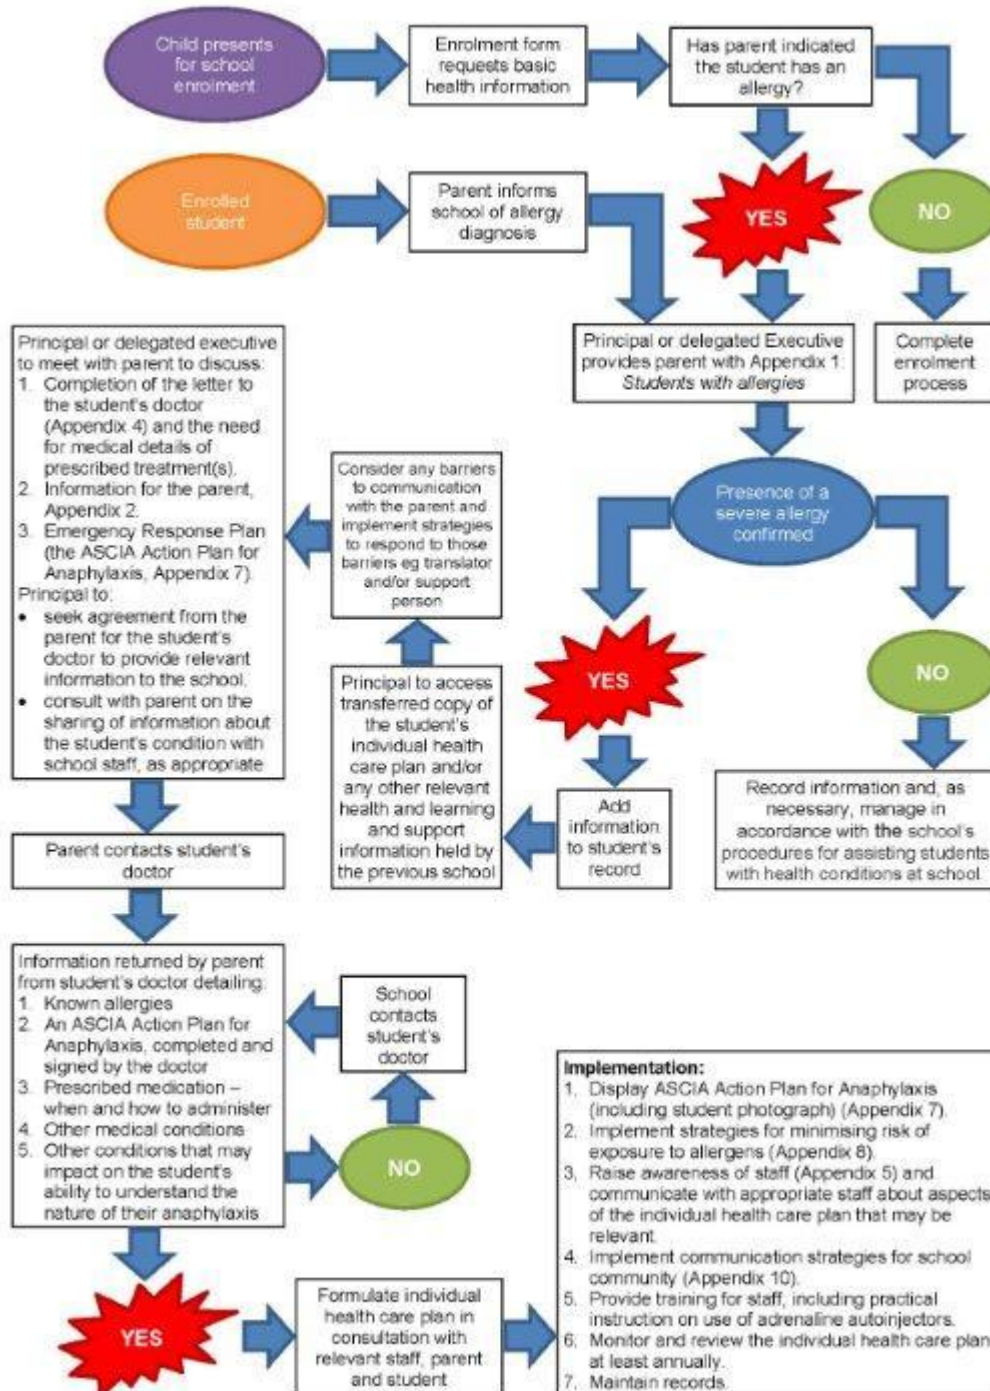 Child presents
for school
enrolment
Enrolment form
requests basic
health information
Has parent indicated
the student has an
allergy?
YES
NO
Enrolled
student
Parent informs
school of allergy
diagnosis
Principal or delegated Executive
provides parent with Appendix 1:
Students with allergies
Complete
enrolment
process
Presence of a
severe allergy
confirmed
YES
NO
Add
information
to student's
record
Record information and, as
necessary, manage in
accordance with the school's
procedures for assisting students
with health conditions at school
Principal to access
transferred copy of
the student's
individual health
care plan and/or
any other relevant
health and learning
and support
information held by
the previous school
Consider any barriers
to communication
with the parent and
implement strategies
to respond to those
barriers eg translator
and/or support
person
Principal or delegated executive
to meet with parent to discuss:
1. Completion of the letter to
the student's doctor
(Appendix 4) and the need
for medical details of
prescribed treatment(s).
2. Information for the parent,
Appendix 2.
3. Emergency Response Plan
(the ASCIA Action Plan for
Anaphylaxis, Appendix 7).
Principal to:
• seek agreement from the
parent for the student's
doctor to provide relevant
information to the school.
• consult with parent on the
sharing of information about
the student's condition with
school staff, as appropriate
Parent contacts student's
doctor
Information returned by parent
from student's doctor detailing:
1. Known allergies
2. An ASCIA Action Plan for
Anaphylaxis, completed and
signed by the doctor
3. Prescribed medication –
when and how to administer
4. Other medical conditions
5. Other conditions that may
impact on the student's
ability to understand the
nature of their anaphylaxis
NO
School
contacts
student's
doctor
YES
Formulate individual
health care plan in
consultation with
relevant staff, parent
and student
Implementation:
1. Display ASCIA Action Plan for Anaphylaxis
(including student photograph) (Appendix 7).
2. Implement strategies for minimising risk of
exposure to allergens (Appendix 8).
3. Raise awareness of staff (Appendix 5) and
communicate with appropriate staff about aspects
of the individual health care plan that may be
relevant.
4. Implement communication strategies for school
community (Appendix 10).
5. Provide training for staff, including practical
instruction on use of adrenaline autoinjectors.
6. Monitor and review the individual health care plan
at least annually.
7. Maintain records.